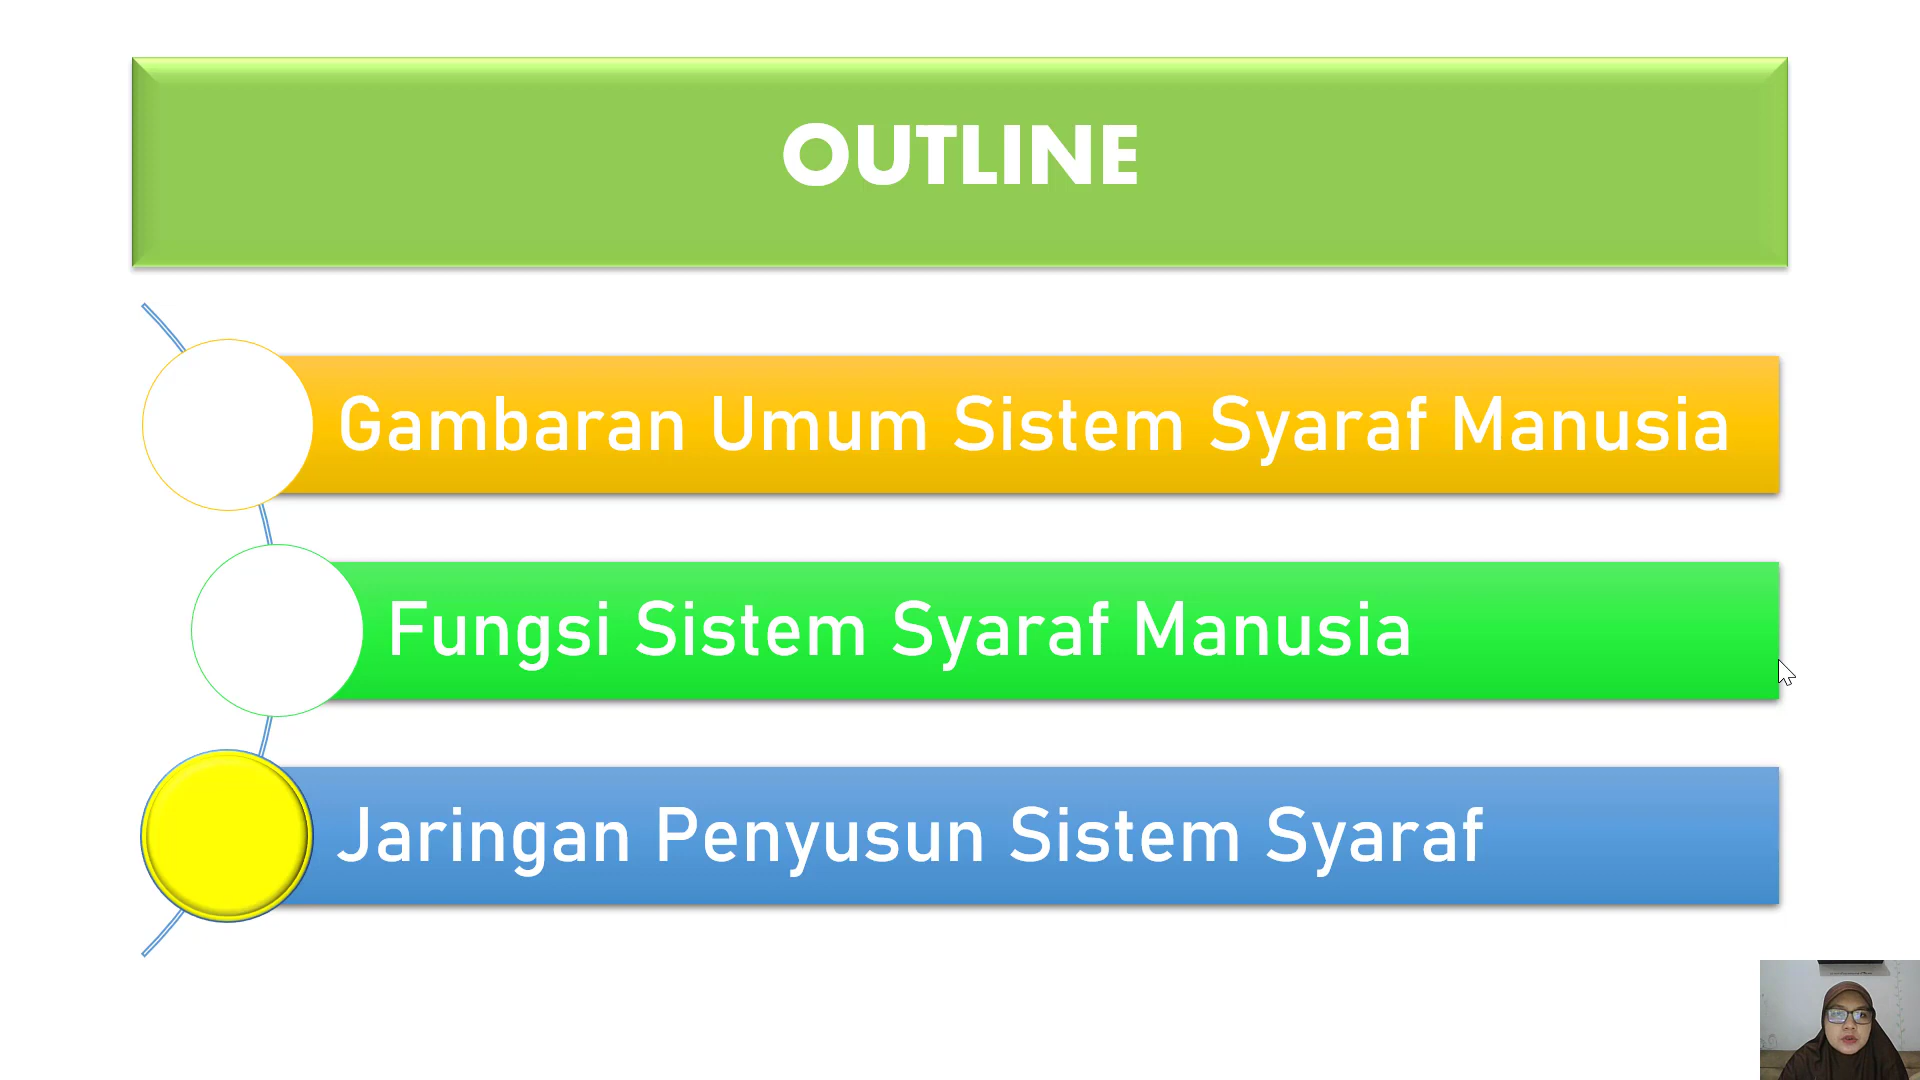 OUTLINE
Gambaran Umum Sistem Syaraf Manusia
Fungsi Sistem Syaraf Manusia
Jaringan Penyusun Sistem Syaraf